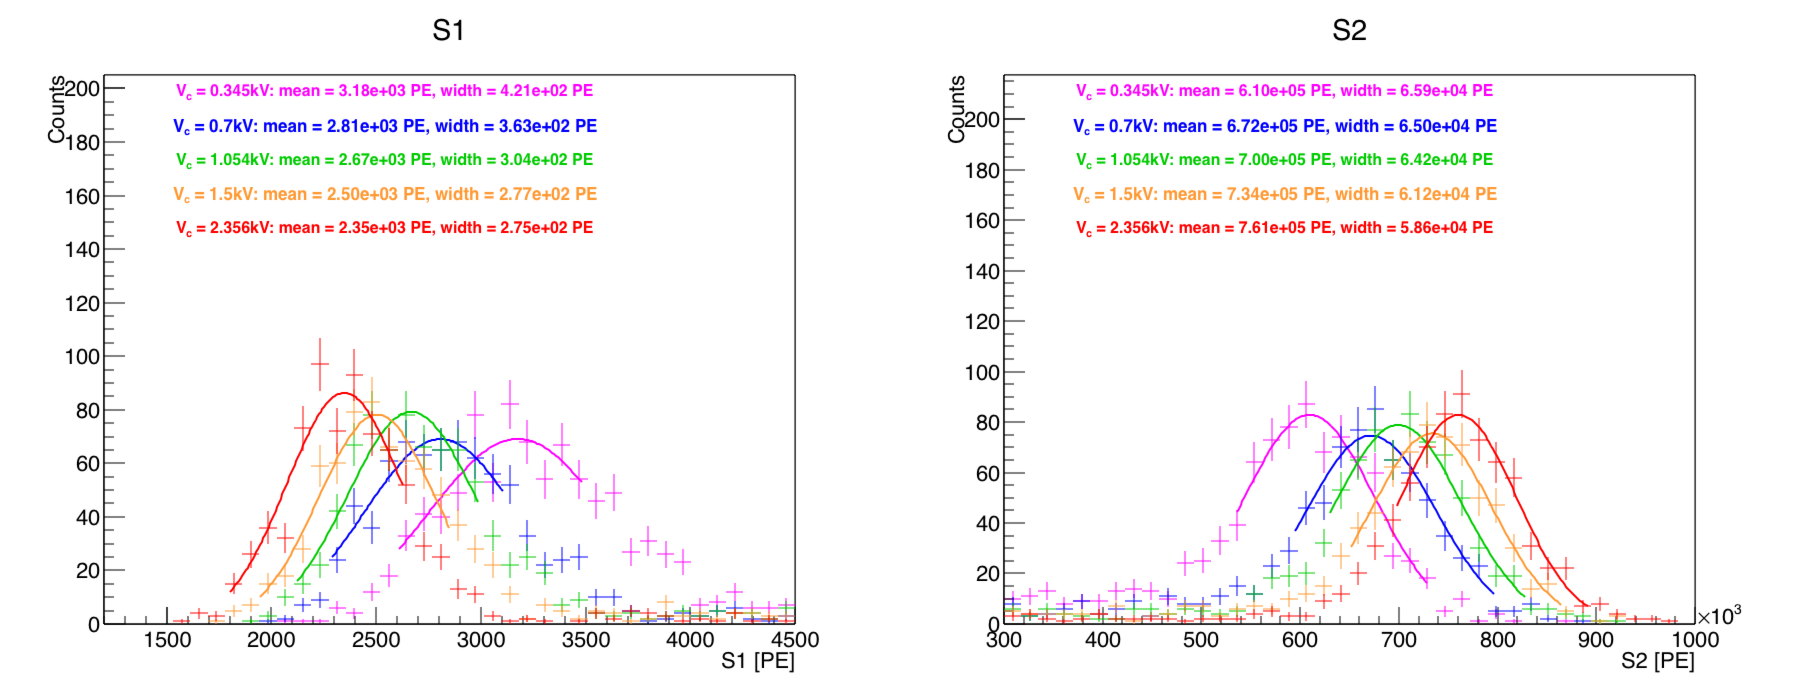 S1
Counts
200
180
160
140
120
100
80
60
40
20
0
V_c = 0.345kV: mean = 3.18e+03 PE, width = 4.21e+02 PE
V_c = 0.7kV: mean = 2.81e+03 PE, width = 3.63e+02 PE
V_c = 1.054kV: mean = 2.67e+03 PE, width = 3.04e+02 PE
V_c = 1.5kV: mean = 2.50e+03 PE, width = 2.77e+02 PE
V_c = 2.356kV: mean = 2.35e+03 PE, width = 2.75e+02 PE
1500 2000 2500 3000 3500 4000 4500
S1 [PE]
S2
Counts
200
180
160
140
120
100
80
60
40
20
0
V_c = 0.345kV: mean = 6.10e+05 PE, width = 6.59e+04 PE
V_c = 0.7kV: mean = 6.72e+05 PE, width = 6.50e+04 PE
V_c = 1.054kV: mean = 7.00e+05 PE, width = 6.42e+04 PE
V_c = 1.5kV: mean = 7.34e+05 PE, width = 6.12e+04 PE
V_c = 2.356kV: mean = 7.61e+05 PE, width = 5.86e+04 PE
×10³
300 400 500 600 700 800 900 1000
S2 [PE]